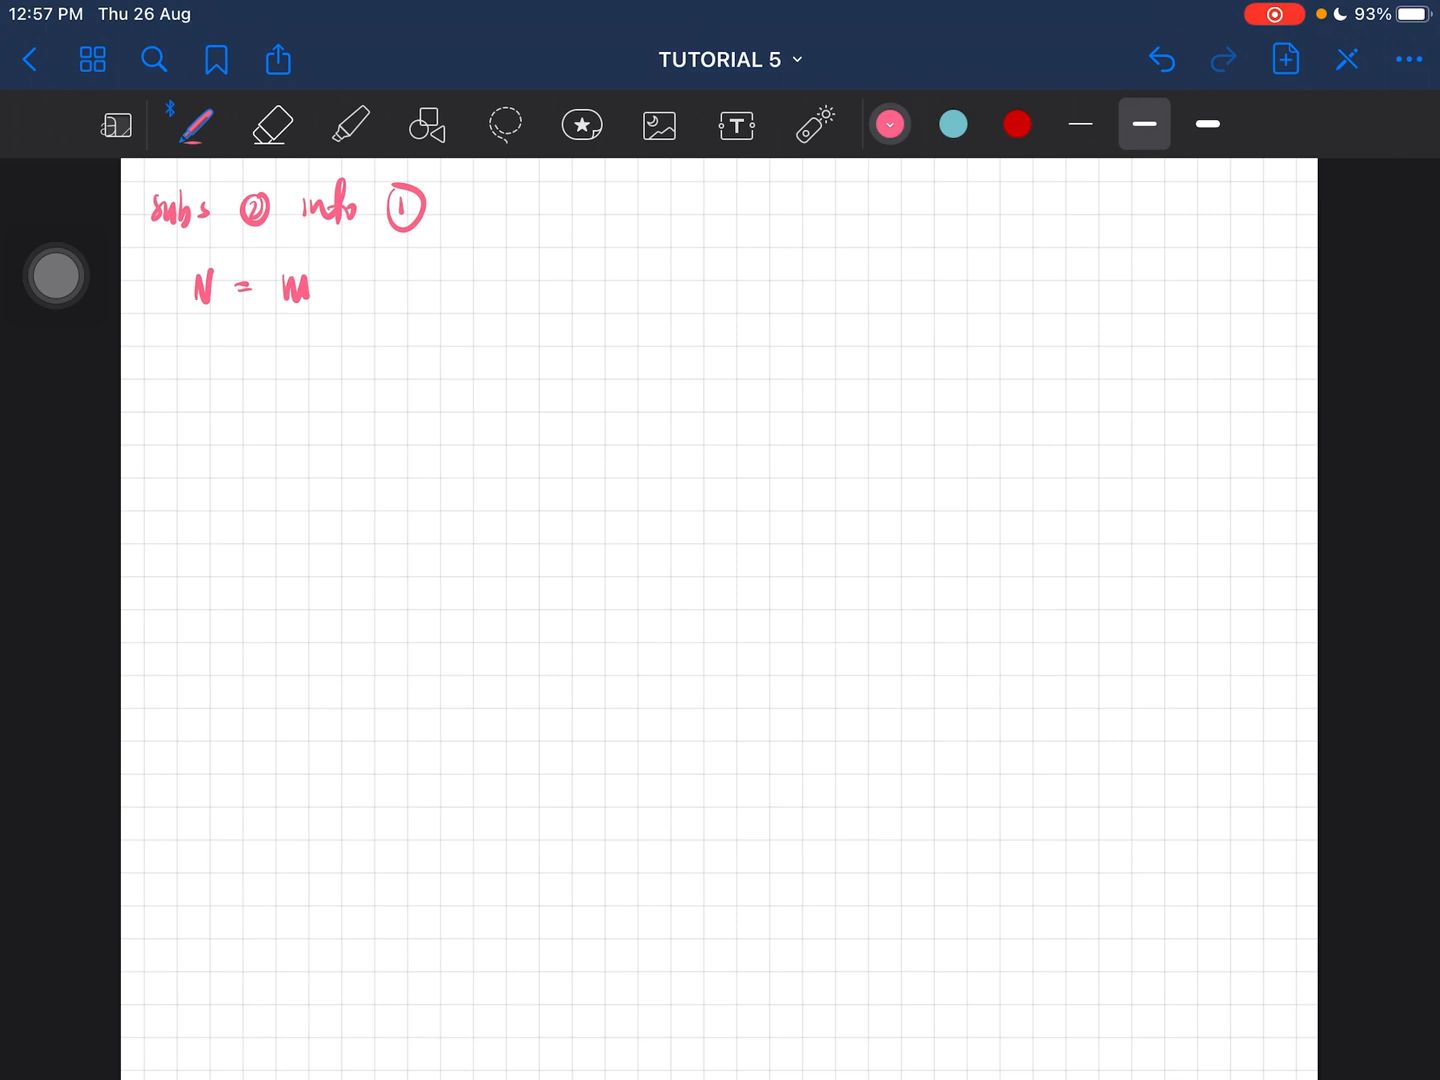 12:57 PM Thu 26 Aug
93%
TUTORIAL 5
T
subs ② into ①
N = m